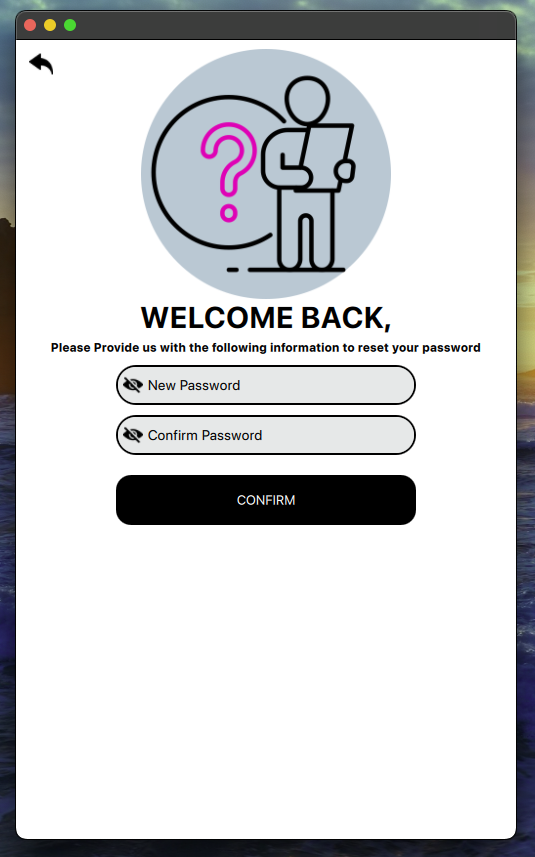 WELCOME BACK,
Please Provide us with the following information to reset your password
New Password
Confirm Password
CONFIRM